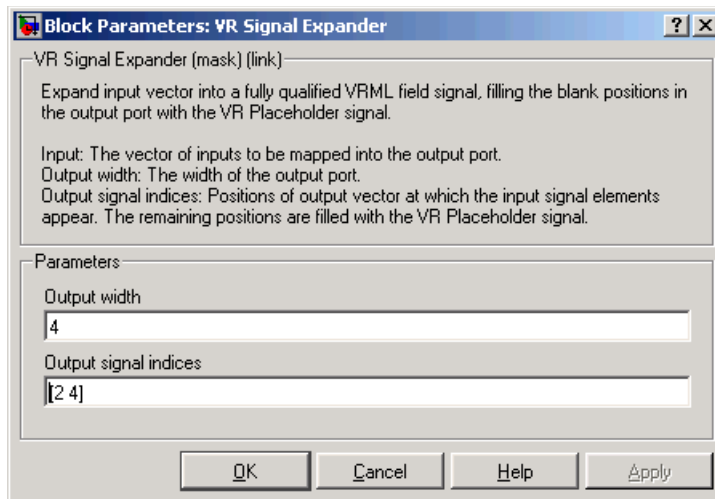 Block Parameters: VR Signal Expander
VR Signal Expander (mask) (link)
Expand input vector into a fully qualified VRML field signal, filling the blank positions in
the output port with the VR Placeholder signal.
Input: The vector of inputs to be mapped into the output port.
Output width: The width of the output port.
Output signal indices: Positions of output vector at which the input signal elements
appear. The remaining positions are filled with the VR Placeholder signal.
Parameters
Output width
4
Output signal indices
[2 4]
OK Cancel Help Apply